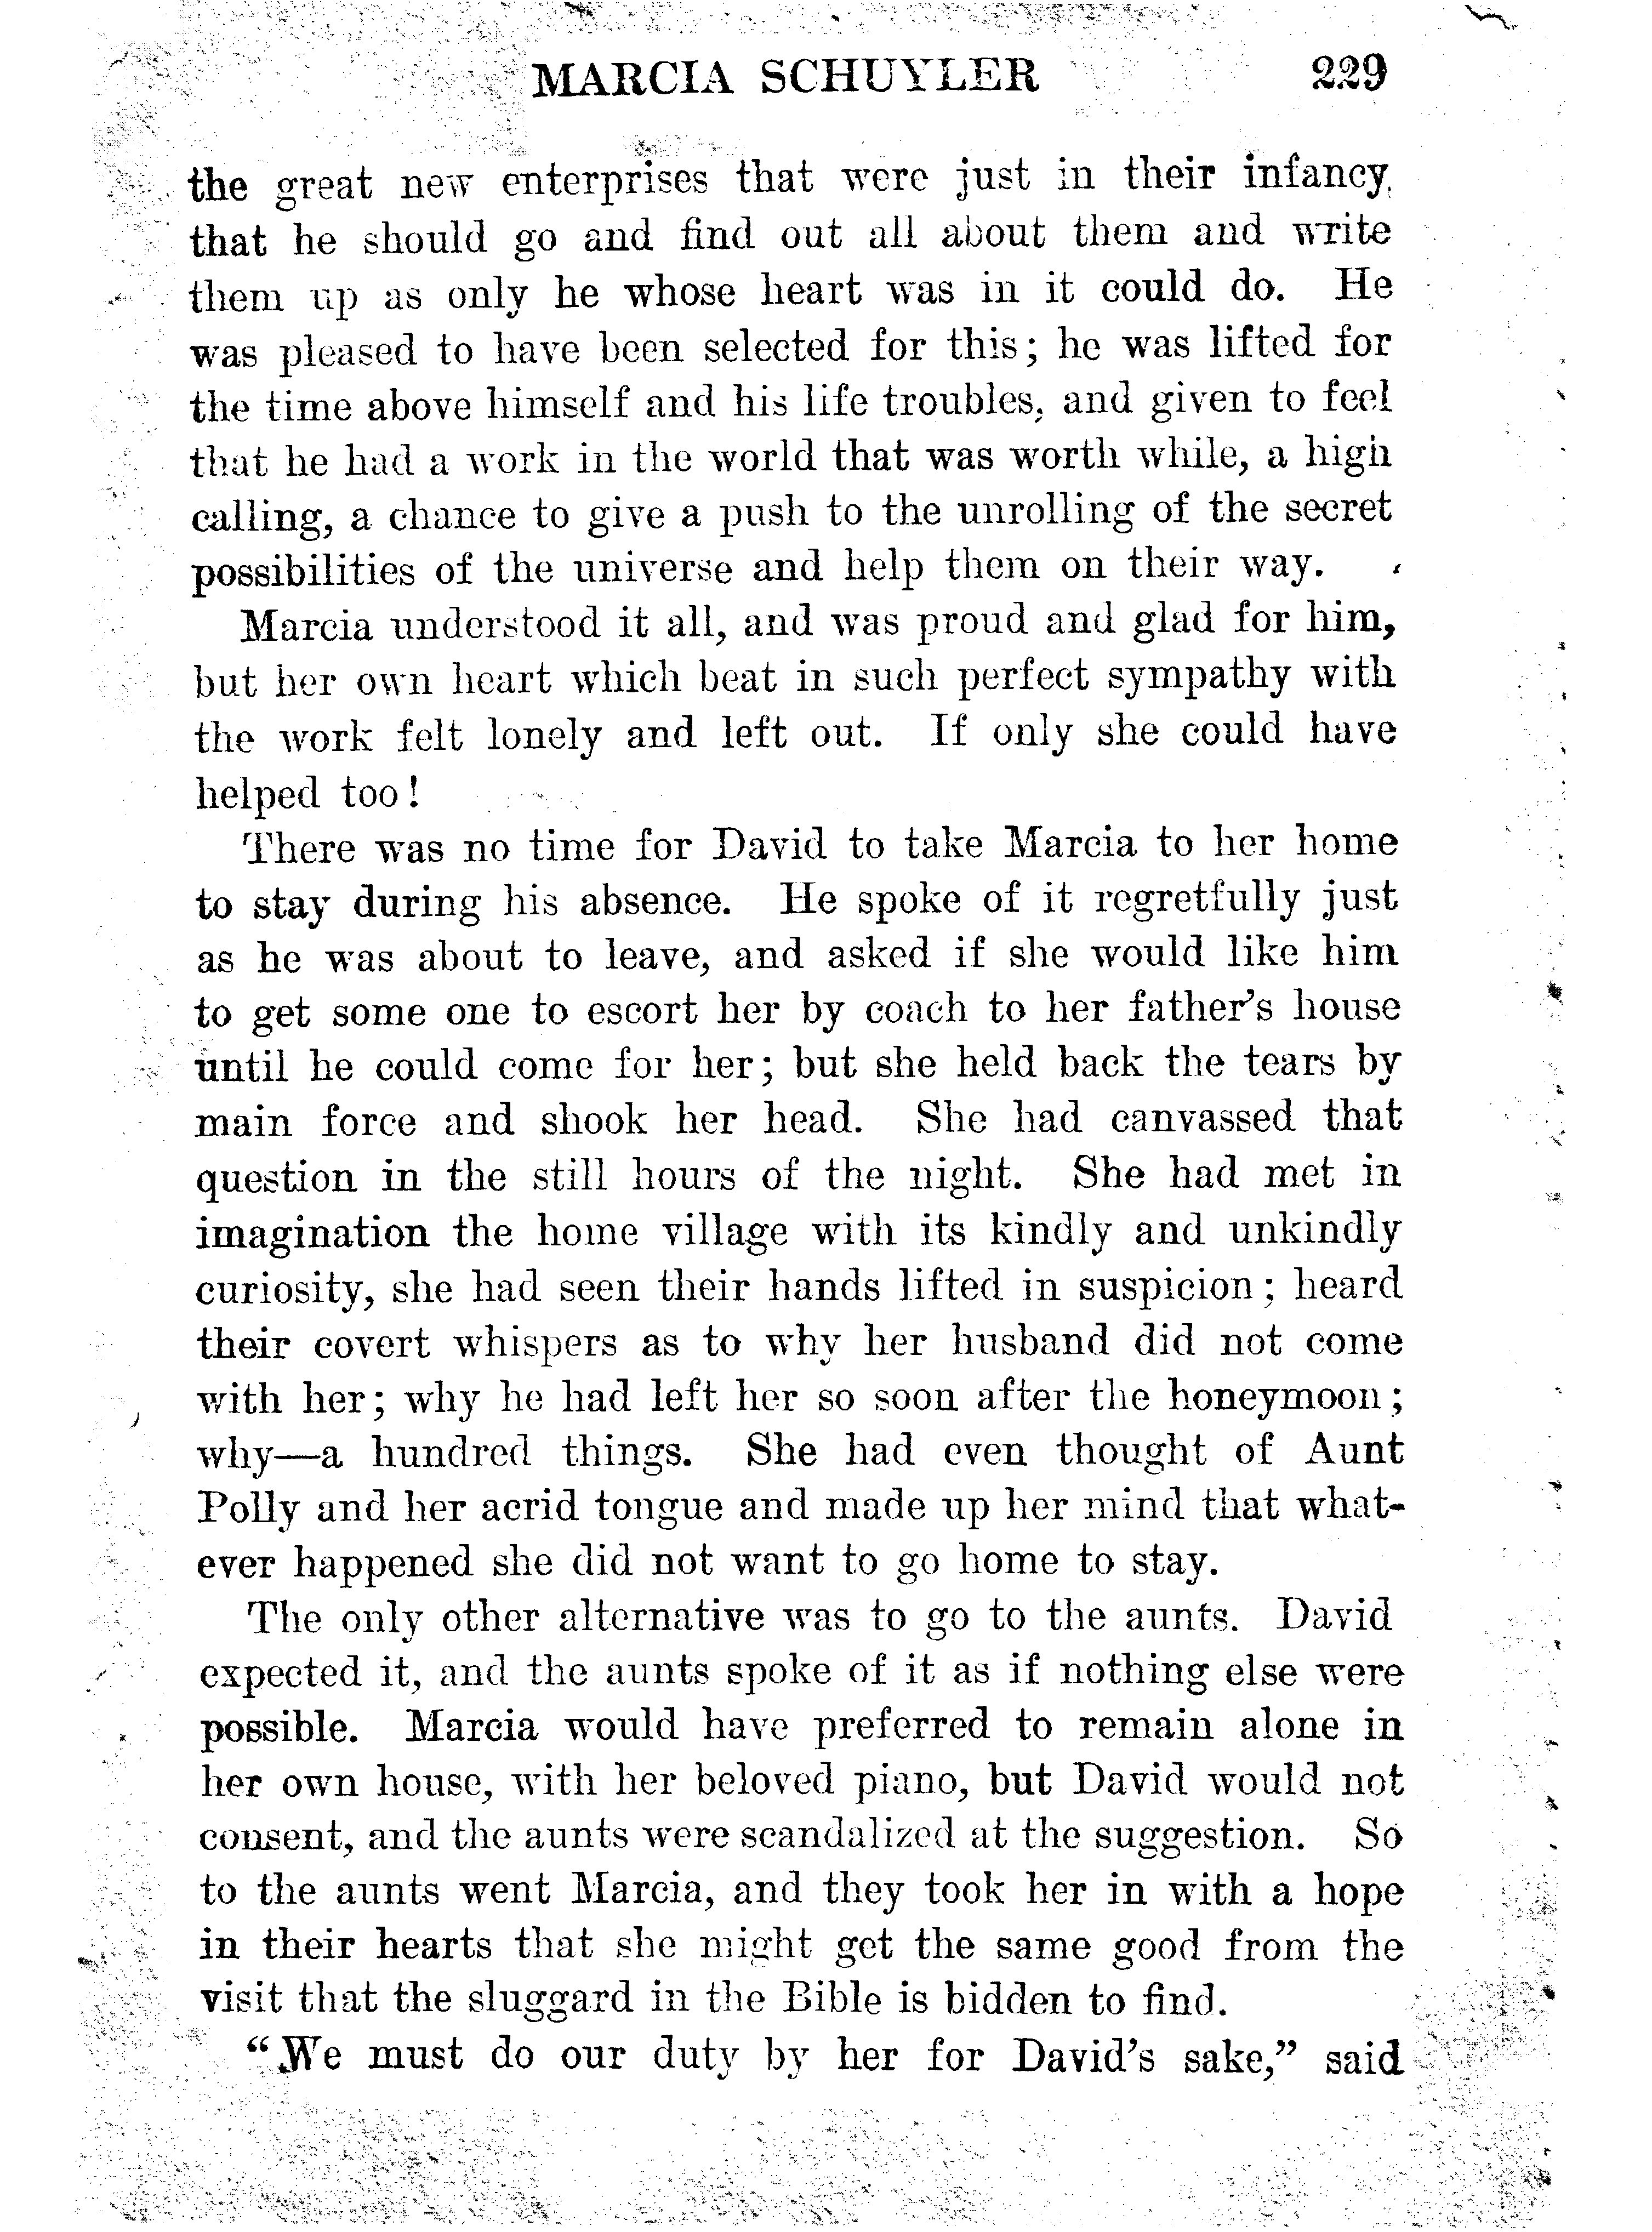 MARCIA SCHUYLER 229
the great new enterprises that were just in their infancy,
that he should go and find out all about them and write
them up as only he whose heart was in it could do. He
was pleased to have been selected for this; he was lifted for
the time above himself and his life troubles, and given to feel
that he had a work in the world that was worth while, a high
calling, a chance to give a push to the unrolling of the secret
possibilities of the universe and help them on their way.
Marcia understood it all, and was proud and glad for him,
but her own heart which beat in such perfect sympathy with
the work felt lonely and left out. If only she could have
helped too!
There was no time for David to take Marcia to her home
to stay during his absence. He spoke of it regretfully just
as he was about to leave, and asked if she would like him
to get some one to escort her by coach to her father's house
until he could come for her; but she held back the tears by
main force and shook her head. She had canvassed that
question in the still hours of the night. She had met in
imagination the home village with its kindly and unkindly
curiosity, she had seen their hands lifted in suspicion; heard
their covert whispers as to why her husband did not come
with her; why he had left her so soon after the honeymoon;
why—a hundred things. She had even thought of Aunt
Polly and her acrid tongue and made up her mind that what-
ever happened she did not want to go home to stay.
The only other alternative was to go to the aunts. David
expected it, and the aunts spoke of it as if nothing else were
possible. Marcia would have preferred to remain alone in
her own house, with her beloved piano, but David would not
consent, and the aunts were scandalized at the suggestion. So
to the aunts went Marcia, and they took her in with a hope
in their hearts that she might get the same good from the
visit that the sluggard in the Bible is bidden to find.
"We must do our duty by her for David's sake," said